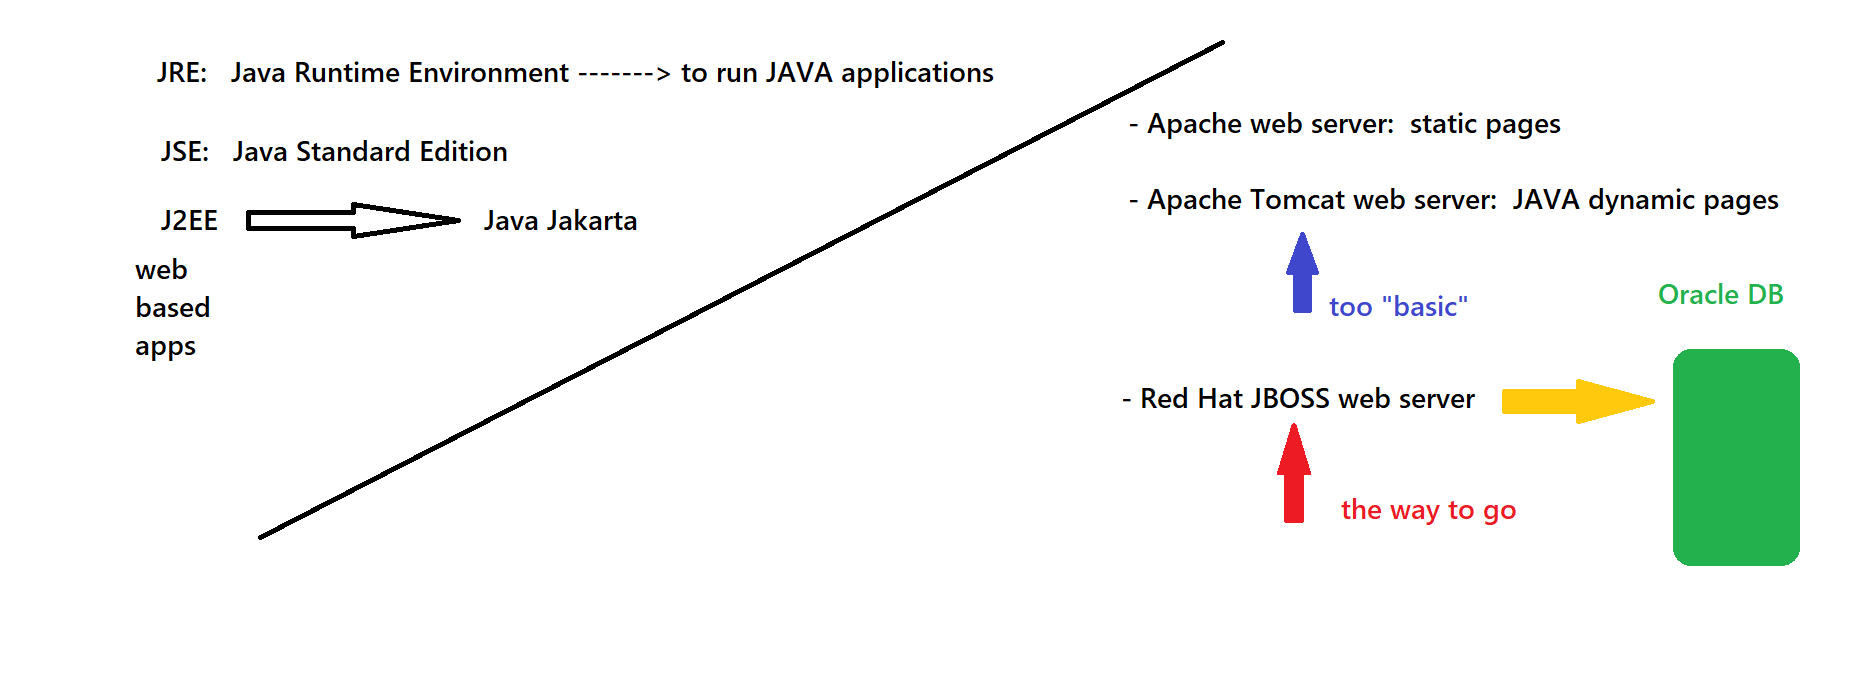 JRE: Java Runtime Environment -------> to run JAVA applications
JSE: Java Standard Edition
J2EE Java Jakarta
web
based
apps
- Apache web server: static pages
- Apache Tomcat web server: JAVA dynamic pages
too "basic"
Oracle DB
- Red Hat JBOSS web server
the way to go